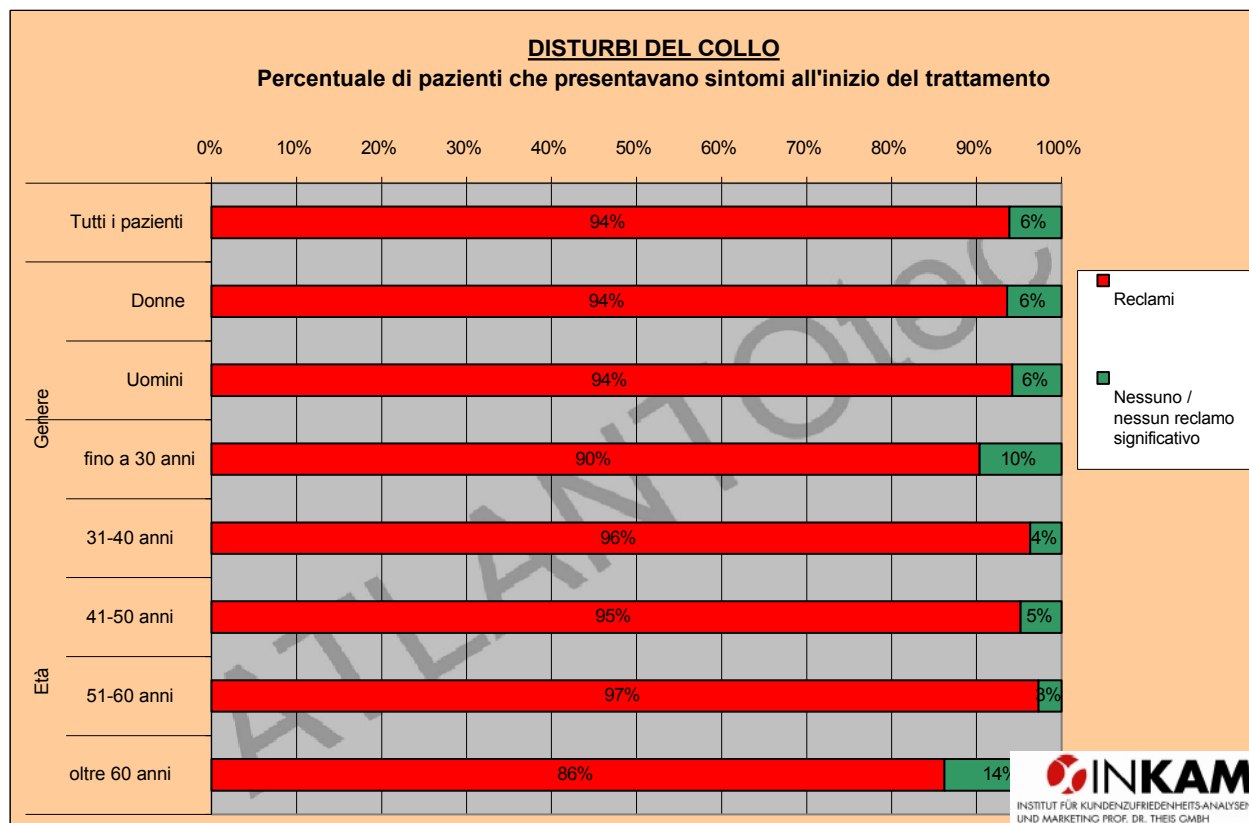 DISTURBI DEL COLLO
Percentuale di pazienti che presentavano sintomi all'inizio del trattamento
0% 10% 20% 30% 40% 50% 60% 70% 80% 90% 100%
Tutti i pazienti 94% 6%
Donne 94% 6%
Uomini 94% 6%
Genere
fino a 30 anni 90% 10%
31-40 anni 96% 4%
41-50 anni 95% 5%
51-60 anni 97% 3%
Età
oltre 60 anni 86% 14%
Reclami
Nessuno /
nessun reclamo
significativo
ATLANTOtec
INKAM
INSTITUT FÜR KUNDENZUFRIEDENHEITS-ANALYSEN
UND MARKETING PROF. DR. THEIS GMBH